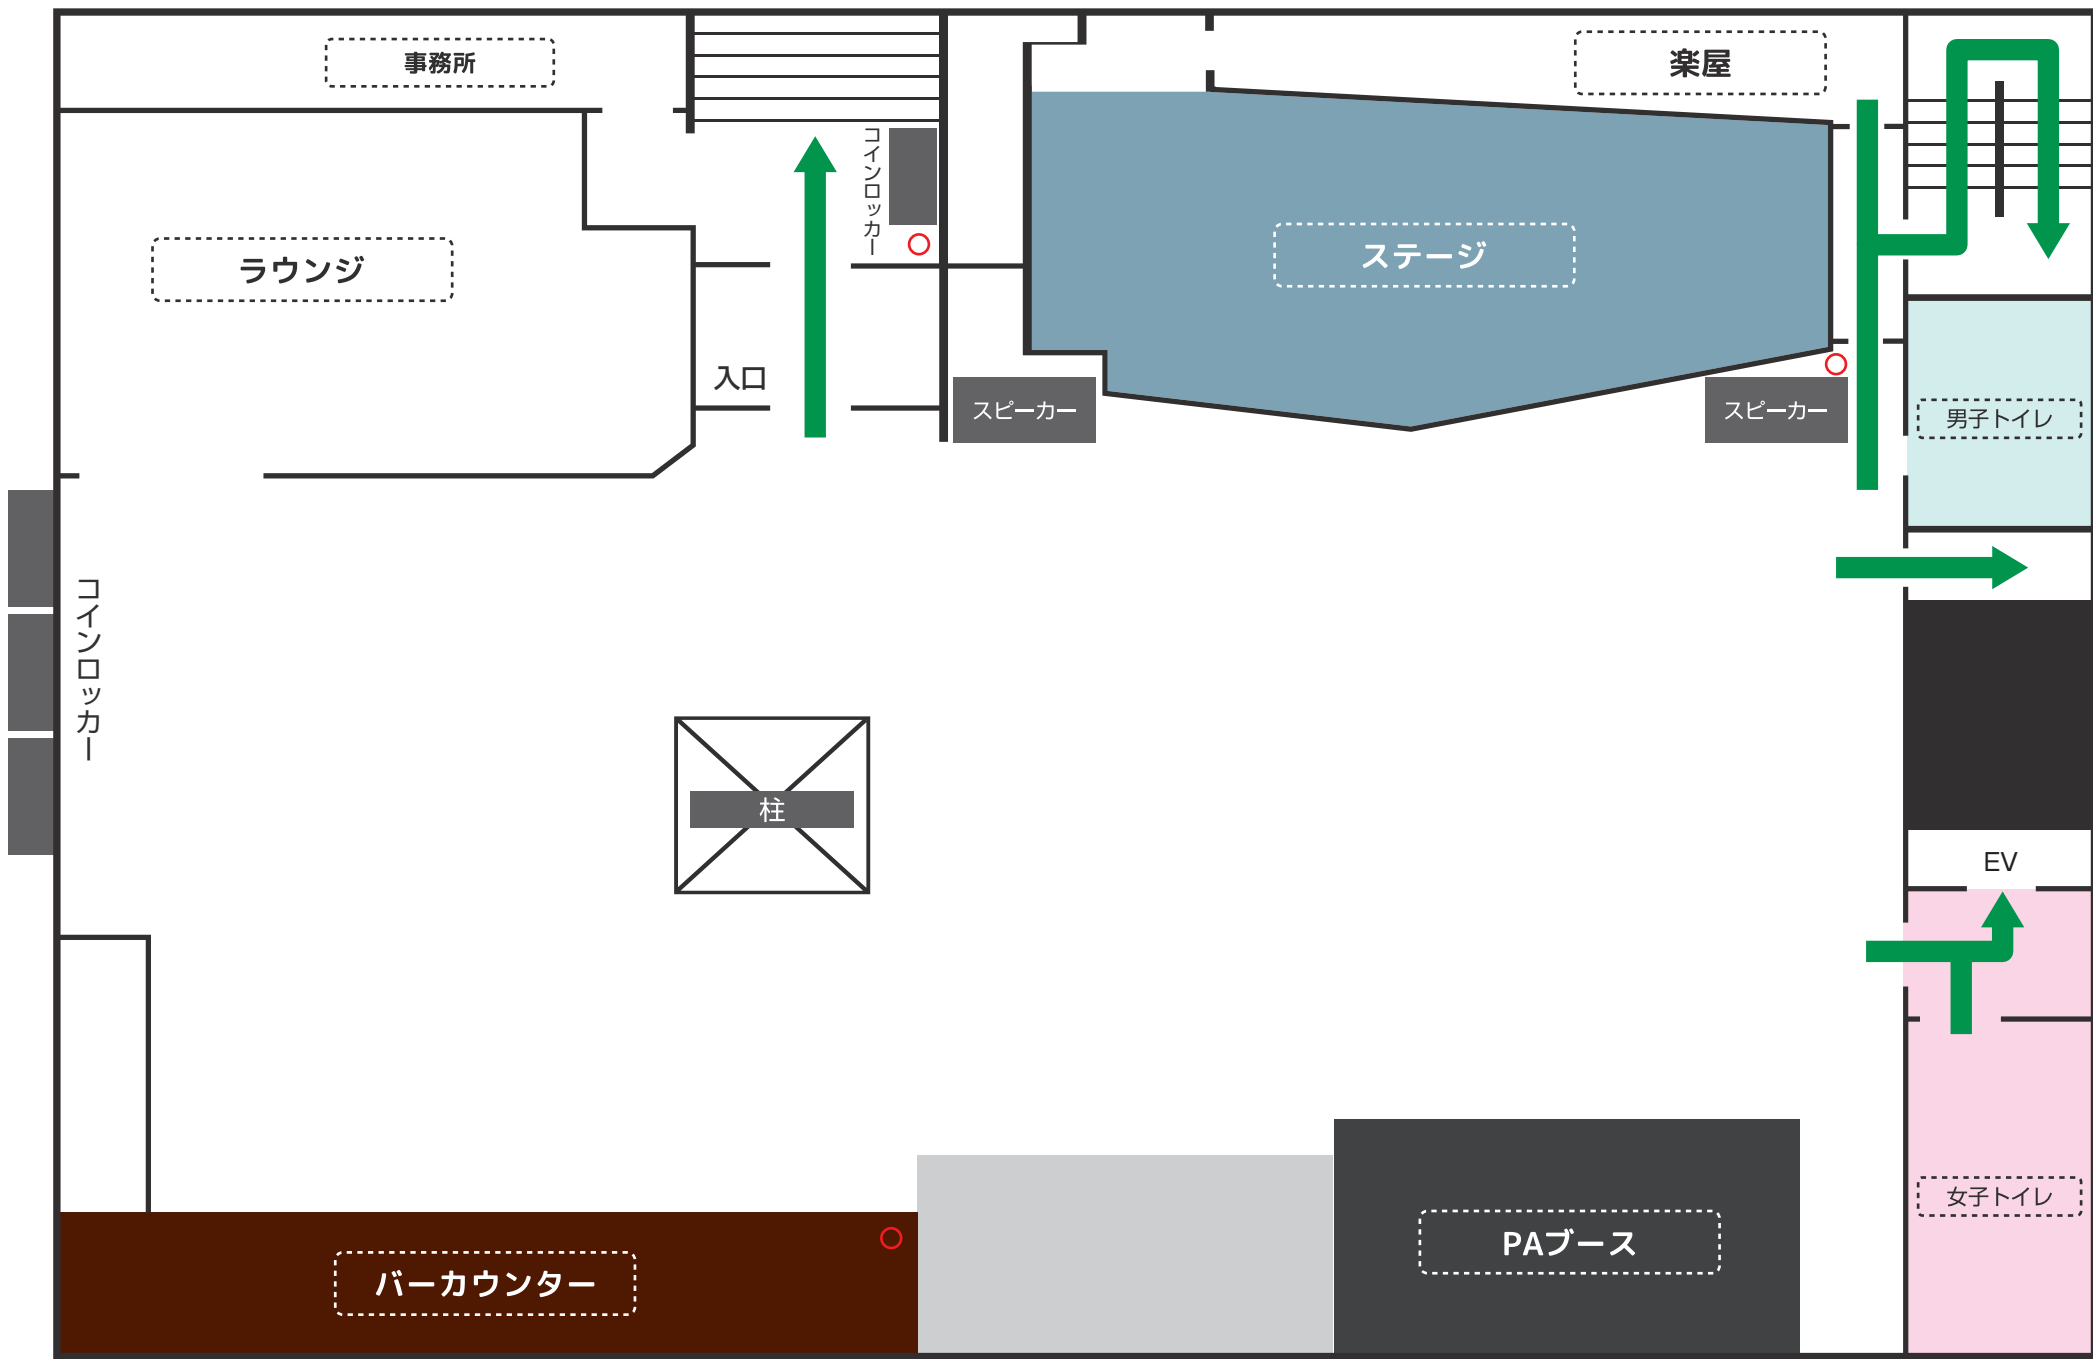 事務所
楽屋
コインロッカー
ラウンジ
ステージ
入口
スピーカー
スピーカー
男子トイレ
コインロッカー
柱
EV
女子トイレ
PAブース
バーカウンター